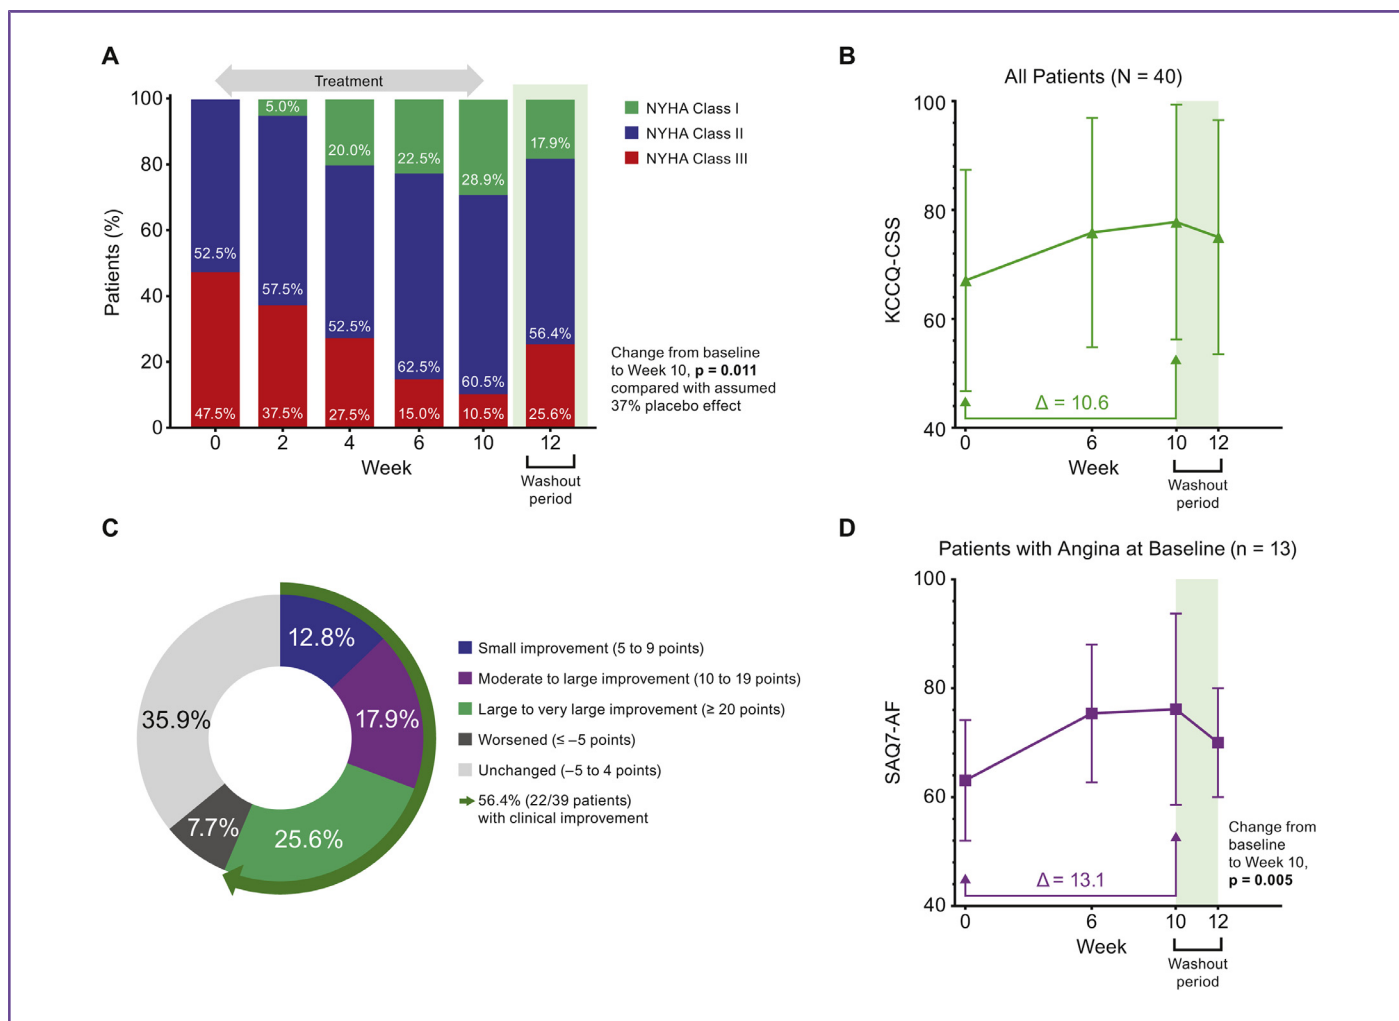 A
Treatment
100
80
60
40
20
0
Patients (%)
5.0%
20.0%
22.5%
28.9%
17.9%
52.5%
57.5%
52.5%
62.5%
60.5%
56.4%
47.5%
37.5%
27.5%
15.0%
10.5%
25.6%
0 2 4 6 10 12
Week
Washout
period
NYHA Class I
NYHA Class II
NYHA Class III
Change from baseline
to Week 10, p = 0.011
compared with assumed
37% placebo effect
B
All Patients (N = 40)
100
80
60
40
KCCQ-CSS
Δ = 10.6
0 6 10 12
Week
Washout
period
C
12.8%
17.9%
25.6%
7.7%
35.9%
Small improvement (5 to 9 points)
Moderate to large improvement (10 to 19 points)
Large to very large improvement (≥ 20 points)
Worsened (≤ –5 points)
Unchanged (–5 to 4 points)
56.4% (22/39 patients)
with clinical improvement
D
Patients with Angina at Baseline (n = 13)
100
80
60
40
SAQ7-AF
Δ = 13.1
Change from
baseline
to Week 10,
p = 0.005
0 6 10 12
Week
Washout
period